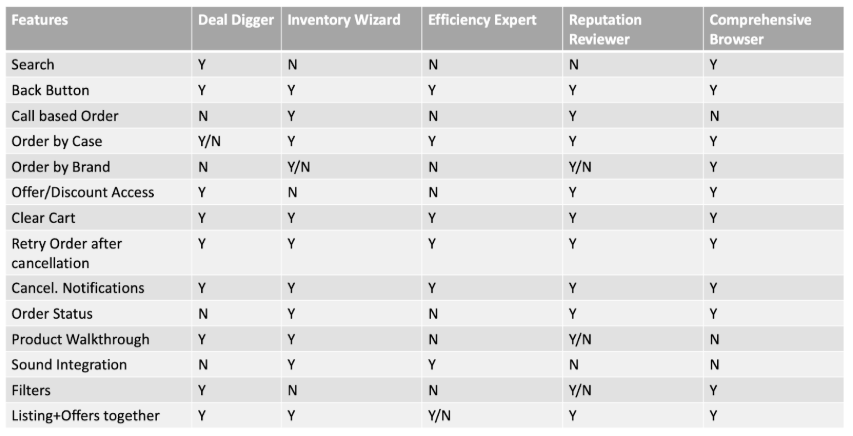 Features Deal Digger Inventory Wizard Efficiency Expert Reputation Reviewer Comprehensive Browser
Search Y N N N Y
Back Button Y Y Y Y Y
Call based Order N Y N Y N
Order by Case Y/N Y Y Y Y
Order by Brand N Y/N N Y/N Y
Offer/Discount Access Y N N Y Y
Clear Cart Y Y Y Y Y
Retry Order after cancellation Y Y Y Y Y
Cancel. Notifications Y Y Y Y Y
Order Status N Y N Y Y
Product Walkthrough Y Y N Y/N N
Sound Integration N Y Y N N
Filters Y N N Y/N Y
Listing+Offers together Y Y Y/N Y Y